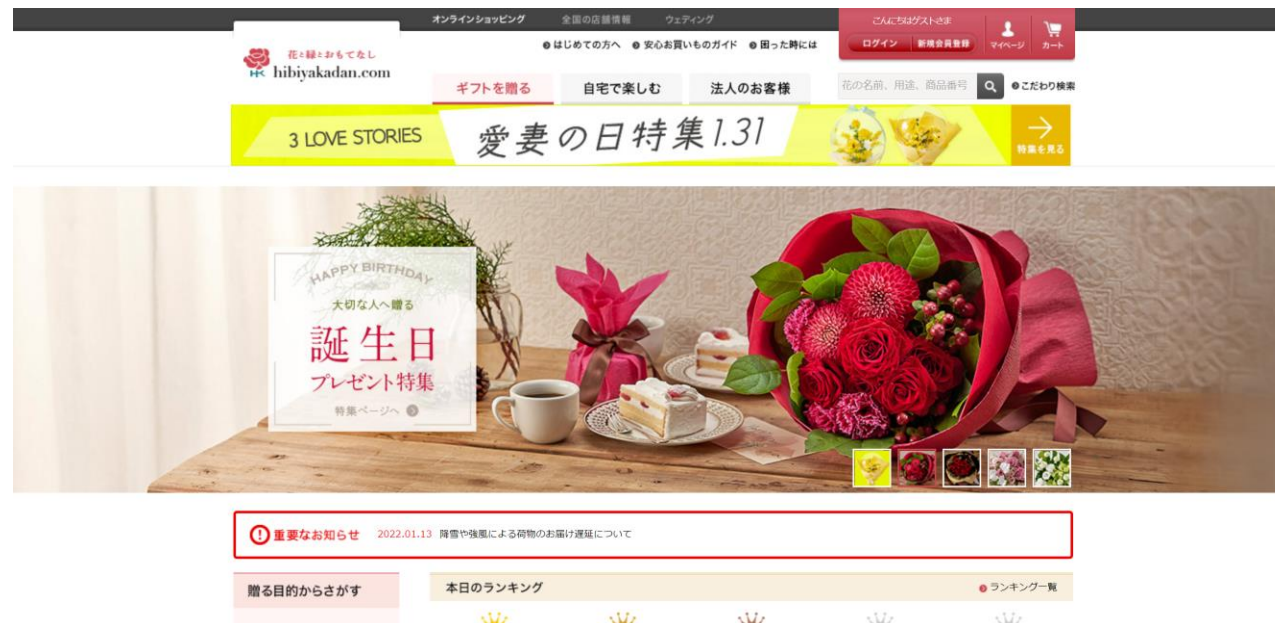 オンラインショッピング 全国の店舗情報 ウェディング
こんにちはゲストさま
はじめての方へ 安心お買いものガイド 困った時には
ログイン 新規会員登録 マイページ カート
花と緑とおもてなし
hibiyakadan.com
ギフトを贈る 自宅で楽しむ 法人のお客様
花の名前、用途、商品番号 こだわり検索
3 LOVE STORIES 愛妻の日特集1.31
特集を見る
HAPPY BIRTHDAY
大切な人へ贈る
誕生日
プレゼント特集
特集ページへ
重要なお知らせ 2022.01.13 降雪や強風による荷物のお届け遅延について
贈る目的からさがす
本日のランキング ランキング一覧